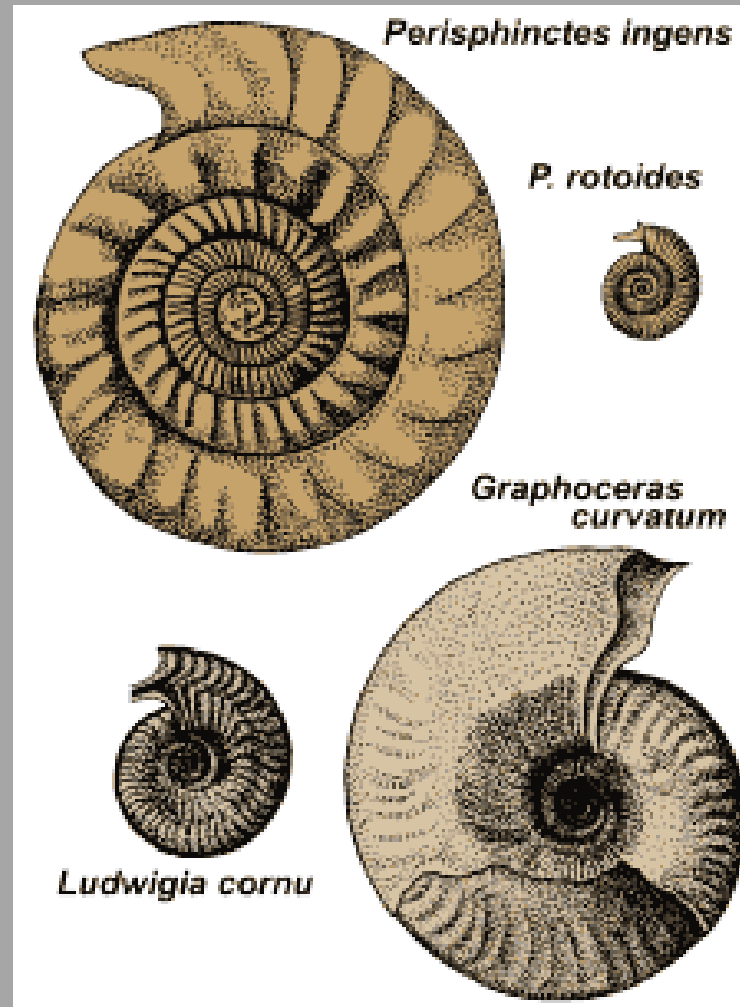 Perisphinctes ingens
P. rotoides
Graphoceras
curvatum
Ludwigia cornu